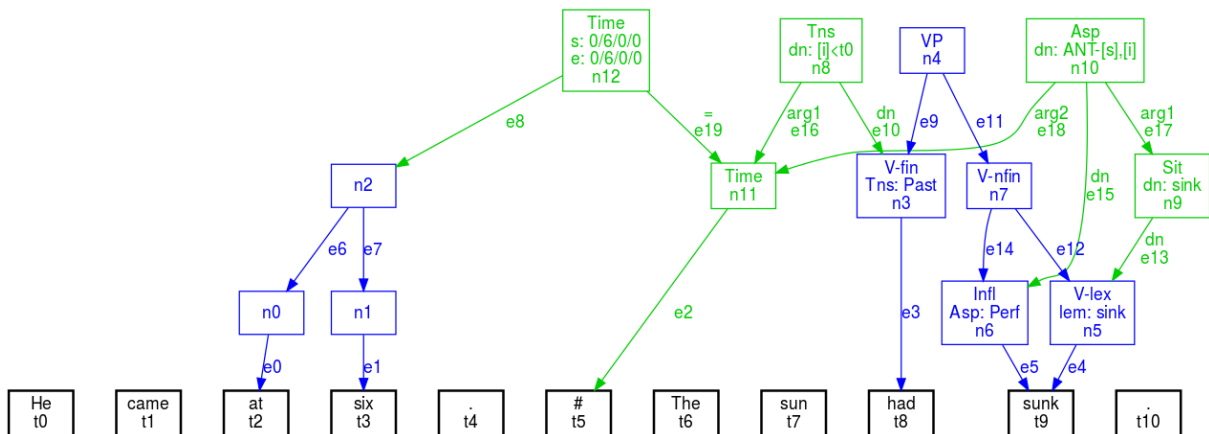 Time
s: 0/6/0/0
e: 0/6/0/0
n12
Tns
dn: [i]<t0
n8
VP
n4
Asp
dn: ANT-[s],[i]
n10
e8
=
e19
arg1
e16
dn
e10
e9
e11
arg2
e18
arg1
e17
n2
Time
n11
V-fin
Tns: Past
n3
V-nfin
n7
dn
e15
Sit
dn: sink
n9
e6
e7
e14
e12
dn
e13
n0
n1
e2
e3
Infl
Asp: Perf
n6
V-lex
lem: sink
n5
e0
e1
e5
e4
He
t0
came
t1
at
t2
six
t3
.
t4
#
t5
The
t6
sun
t7
had
t8
sunk
t9
.
t10